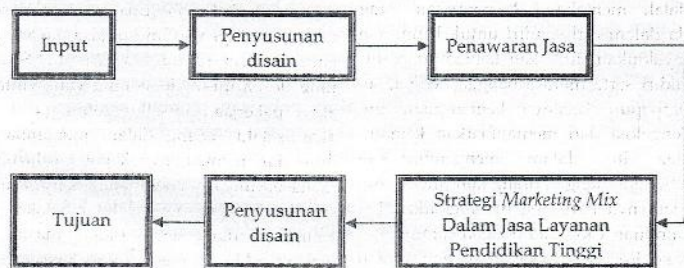 Input
Penyusunan
disain
Penawaran Jasa
Tujuan
Penyusunan
disain
Strategi Marketing Mix
Dalam Jasa Layanan
Pendidikan Tinggi